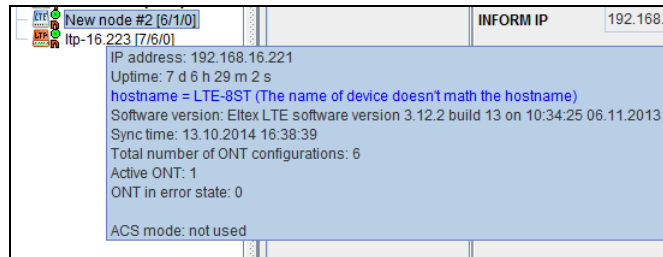 New node #2 [6/1/0]
INFORM IP
192.168.
ltp-16.223 [7/6/0]
IP address: 192.168.16.221
Uptime: 7 d 6 h 29 m 2 s
hostname = LTE-8ST (The name of device doesn't math the hostname)
Software version: Eltex LTE software version 3.12.2 build 13 on 10:34:25 06.11.2013
Sync time: 13.10.2014 16:38:39
Total number of ONT configurations: 6
Active ONT: 1
ONT in error state: 0
ACS mode: not used